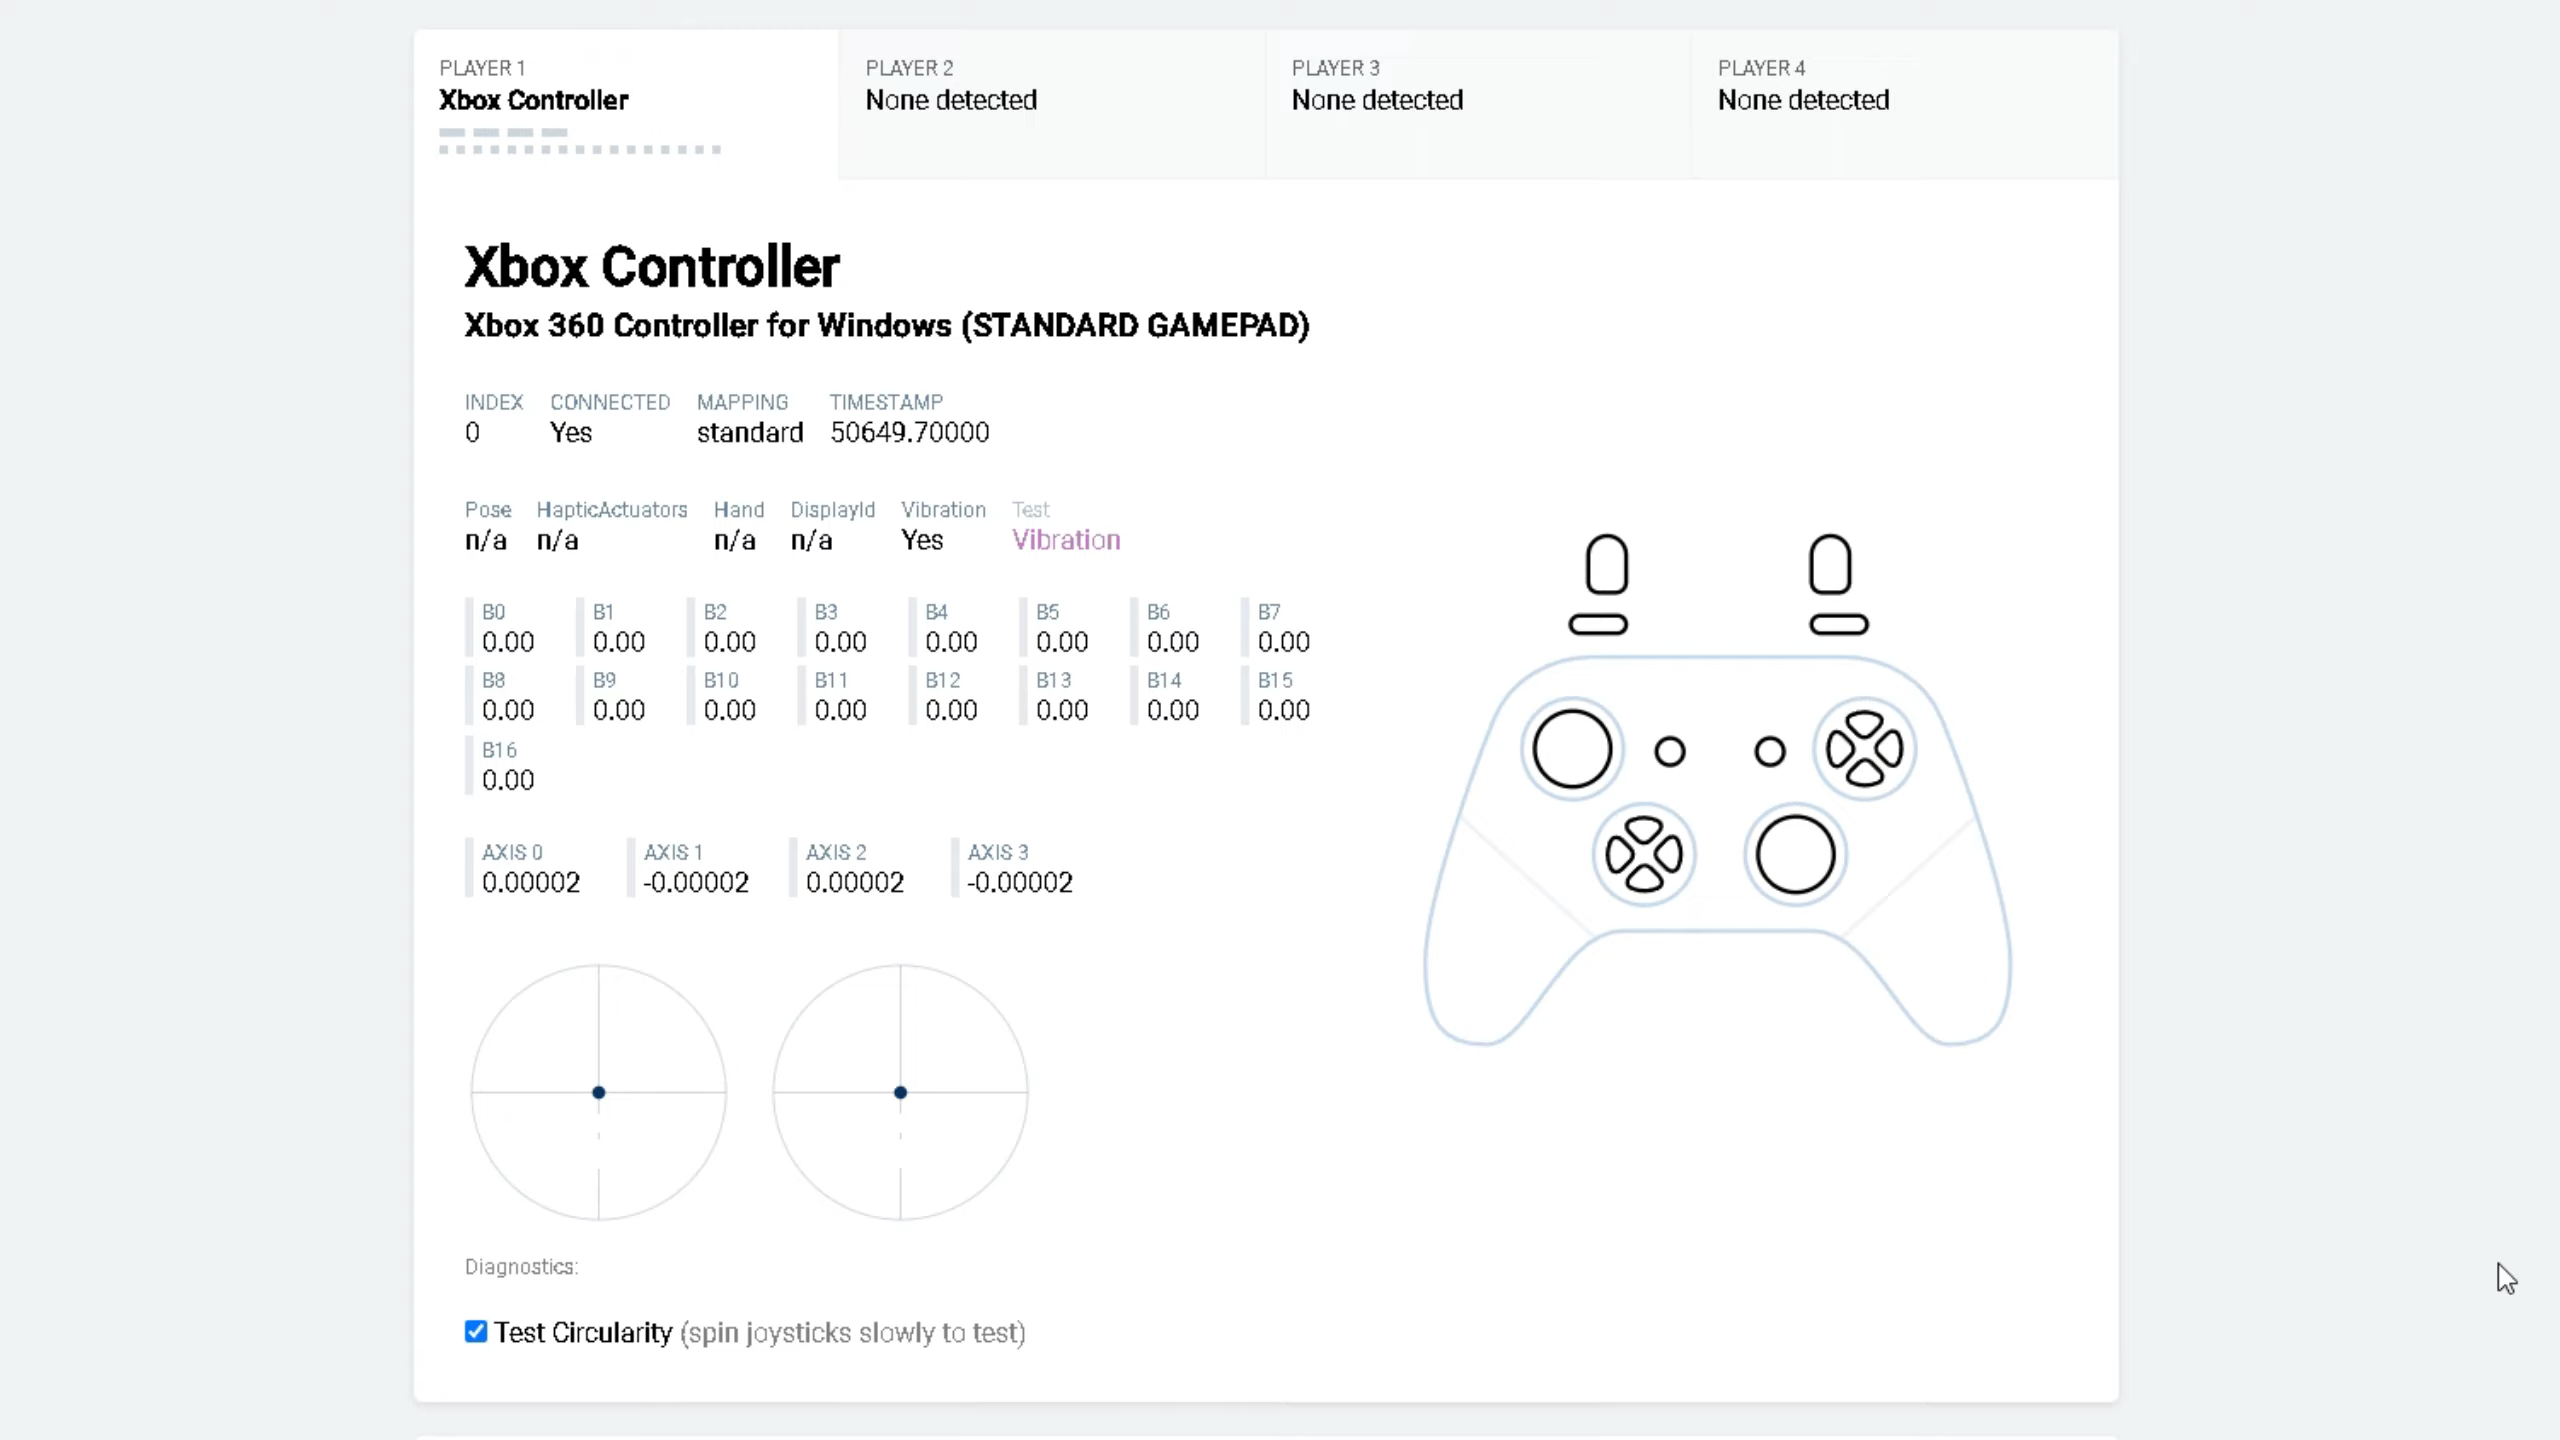 PLAYER 1
Xbox Controller
PLAYER 2
None detected
PLAYER 3
None detected
PLAYER 4
None detected
Xbox Controller
Xbox 360 Controller for Windows (STANDARD GAMEPAD)
INDEX CONNECTED MAPPING TIMESTAMP
0 Yes standard 50649.70000
Pose HapticActuators Hand DisplayId Vibration Test
n/a n/a n/a n/a Yes Vibration
B0 B1 B2 B3 B4 B5 B6 B7
0.00 0.00 0.00 0.00 0.00 0.00 0.00 0.00
B8 B9 B10 B11 B12 B13 B14 B15
0.00 0.00 0.00 0.00 0.00 0.00 0.00 0.00
B16
0.00
AXIS 0 AXIS 1 AXIS 2 AXIS 3
0.00002 -0.00002 0.00002 -0.00002
Diagnostics:
Test Circularity (spin joysticks slowly to test)